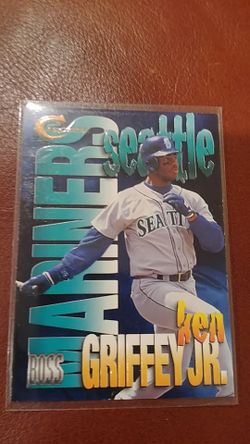 seattle
MARINERS
SEATTLE
ken
GRIFFEY JR.
BOSS